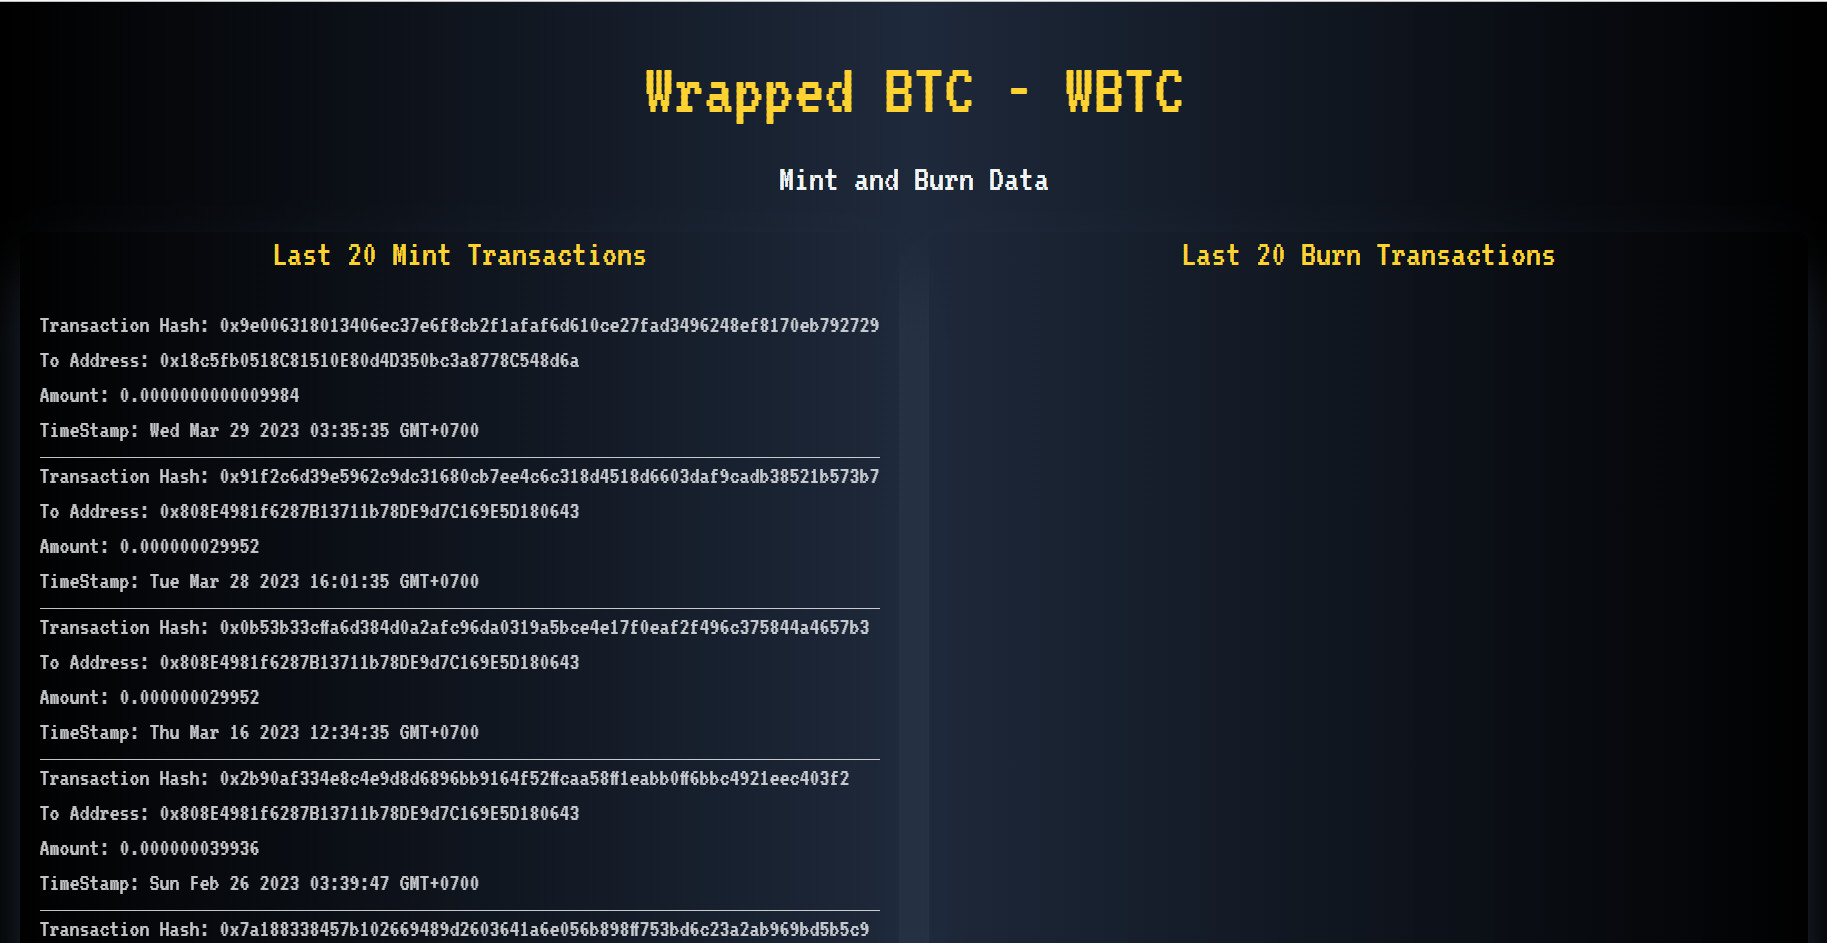 Wrapped BTC - WBTC
Mint and Burn Data
Last 20 Mint Transactions
Transaction Hash: 0x9e006318013406ec37e6f8cb2f1afaf6d610ce27fad3496248ef8170eb792729
To Address: 0x18c5fb0518C81510E80d4D350bc3a8778C548d6a
Amount: 0.0000000000009984
TimeStamp: Wed Mar 29 2023 03:35:35 GMT+0700
Transaction Hash: 0x91f2c6d39e5962c9dc31680cb7ee4c6c318d4518d6603daf9cadb38521b573b7
To Address: 0x808E4981f6287B13711b78DE9d7C169E5D180643
Amount: 0.000000029952
TimeStamp: Tue Mar 28 2023 16:01:35 GMT+0700
Transaction Hash: 0x0b53b33cffa6d384d0a2afc96da0319a5bce4e17f0eaf2f496c375844a4657b3
To Address: 0x808E4981f6287B13711b78DE9d7C169E5D180643
Amount: 0.000000029952
TimeStamp: Thu Mar 16 2023 12:34:35 GMT+0700
Transaction Hash: 0x2b90af334e8c4e9d8d6896bb9164f52ffcaa58ff1eabb0ff6bbc4921eec403f2
To Address: 0x808E4981f6287B13711b78DE9d7C169E5D180643
Amount: 0.000000039936
TimeStamp: Sun Feb 26 2023 03:39:47 GMT+0700
Transaction Hash: 0x7a188338457b102669489d2603641a6e056b898ff753bd6c23a2ab969bd5b5c9
Last 20 Burn Transactions